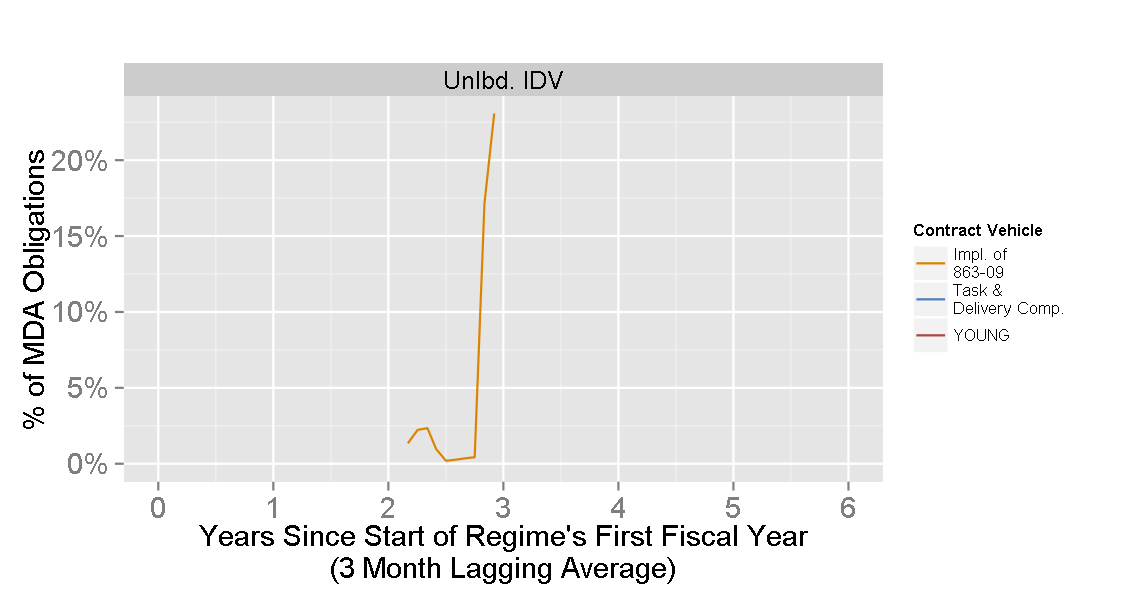 Unlbd. IDV
% of MDA Obligations
20%
15%
10%
5%
0%
0 1 2 3 4 5 6
Years Since Start of Regime's First Fiscal Year
(3 Month Lagging Average)
Contract Vehicle
Impl. of
863-09
Task &
Delivery Comp.
YOUNG